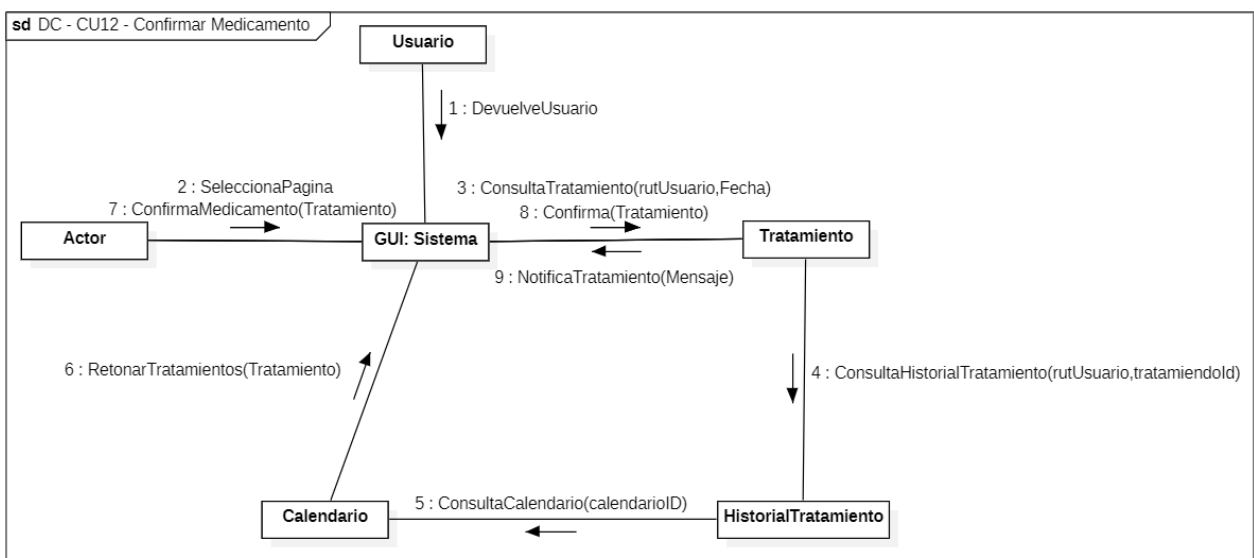 sd DC - CU12 - Confirmar Medicamento
Usuario
1 : DevuelveUsuario
2 : SeleccionaPagina
7 : ConfirmaMedicamento(Tratamiento)
3 : ConsultaTratamiento(rutUsuario,Fecha)
8 : Confirma(Tratamiento)
Actor
GUI: Sistema
Tratamiento
9 : NotificaTratamiento(Mensaje)
6 : RetonarTratamientos(Tratamiento)
4 : ConsultaHistorialTratamiento(rutUsuario,tratamiendoId)
5 : ConsultaCalendario(calendarioID)
Calendario
HistorialTratamiento